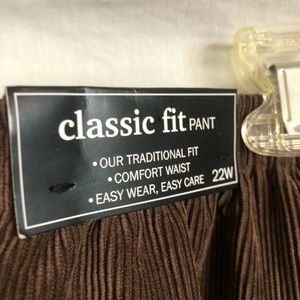 classic fit PANT
• OUR TRADITIONAL FIT
• COMFORT WAIST
• EASY WEAR, EASY CARE 22W